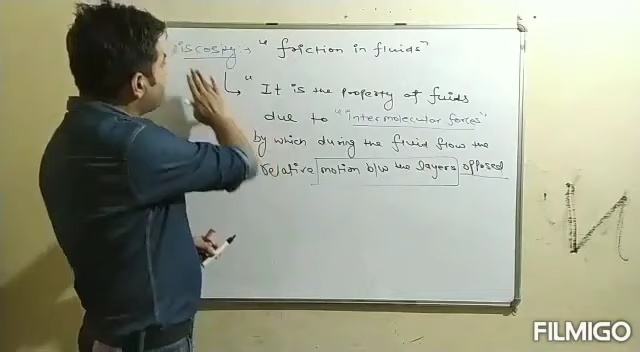 Viscosity :→ " friction in fluids"
" It is the property of fluids
due to "Intermolecular forces"
by which during the fluid flow the
relative motion b/w the layers opposed
FILMIGO